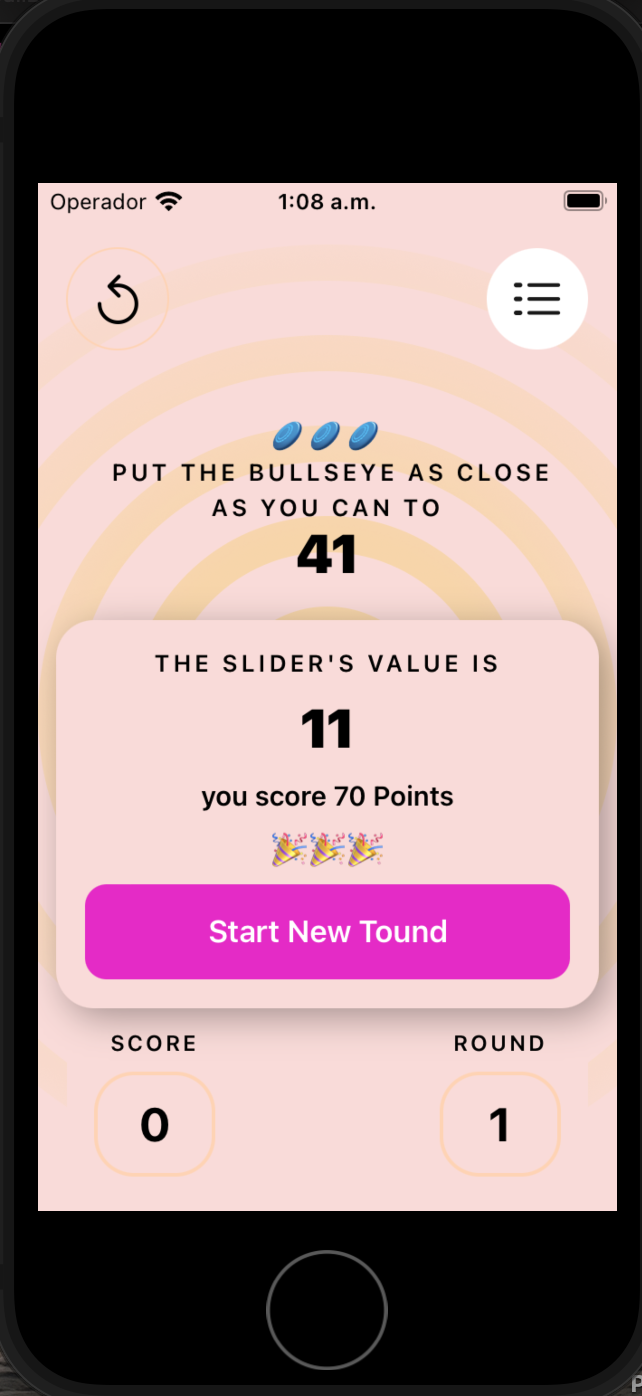 Operador 1:08 a.m.
PUT THE BULLSEYE AS CLOSE
AS YOU CAN TO
41
THE SLIDER'S VALUE IS
11
you score 70 Points
Start New Tound
SCORE ROUND
0 1